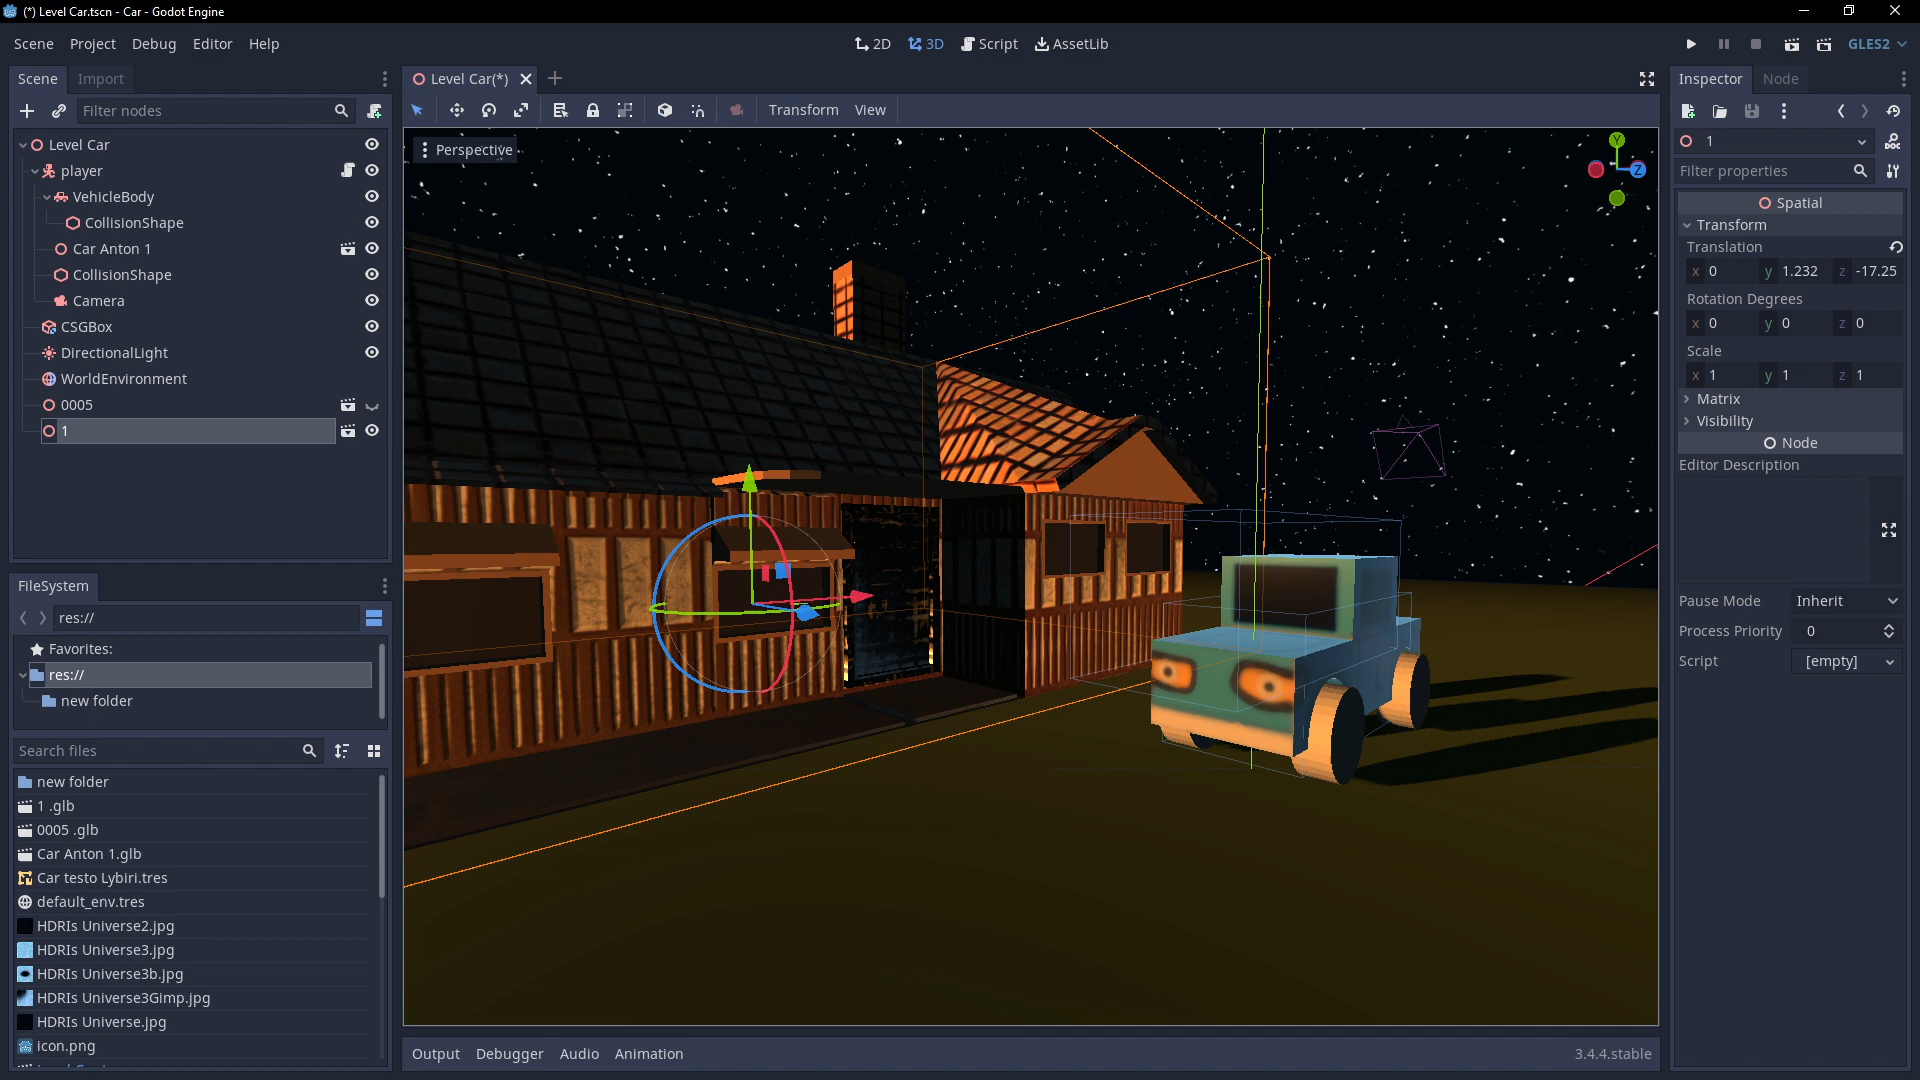 (*) Level Car.tscn - Car - Godot Engine
Scene Project Debug Editor Help
2D 3D Script AssetLib
GLES2
Scene Import
Filter nodes
Level Car
player
VehicleBody
CollisionShape
Car Anton 1
CollisionShape
Camera
CSGBox
DirectionalLight
WorldEnvironment
0005
1
FileSystem
res://
Favorites:
res://
new folder
Search files
new folder
1 .glb
0005 .glb
Car Anton 1.glb
Car testo Lybiri.tres
default_env.tres
HDRIs Universe2.jpg
HDRIs Universe3.jpg
HDRIs Universe3b.jpg
HDRIs Universe3Gimp.jpg
HDRIs Universe.jpg
icon.png
Level Car(*)
Transform View
Perspective
Y
Z
Output Debugger Audio Animation
3.4.4.stable
Inspector Node
1
DOC
Filter properties
Spatial
Transform
Translation
x 0 y 1.232 z -17.25
Rotation Degrees
x 0 y 0 z 0
Scale
x 1 y 1 z 1
Matrix
Visibility
Node
Editor Description
Pause Mode Inherit
Process Priority 0
Script [empty]